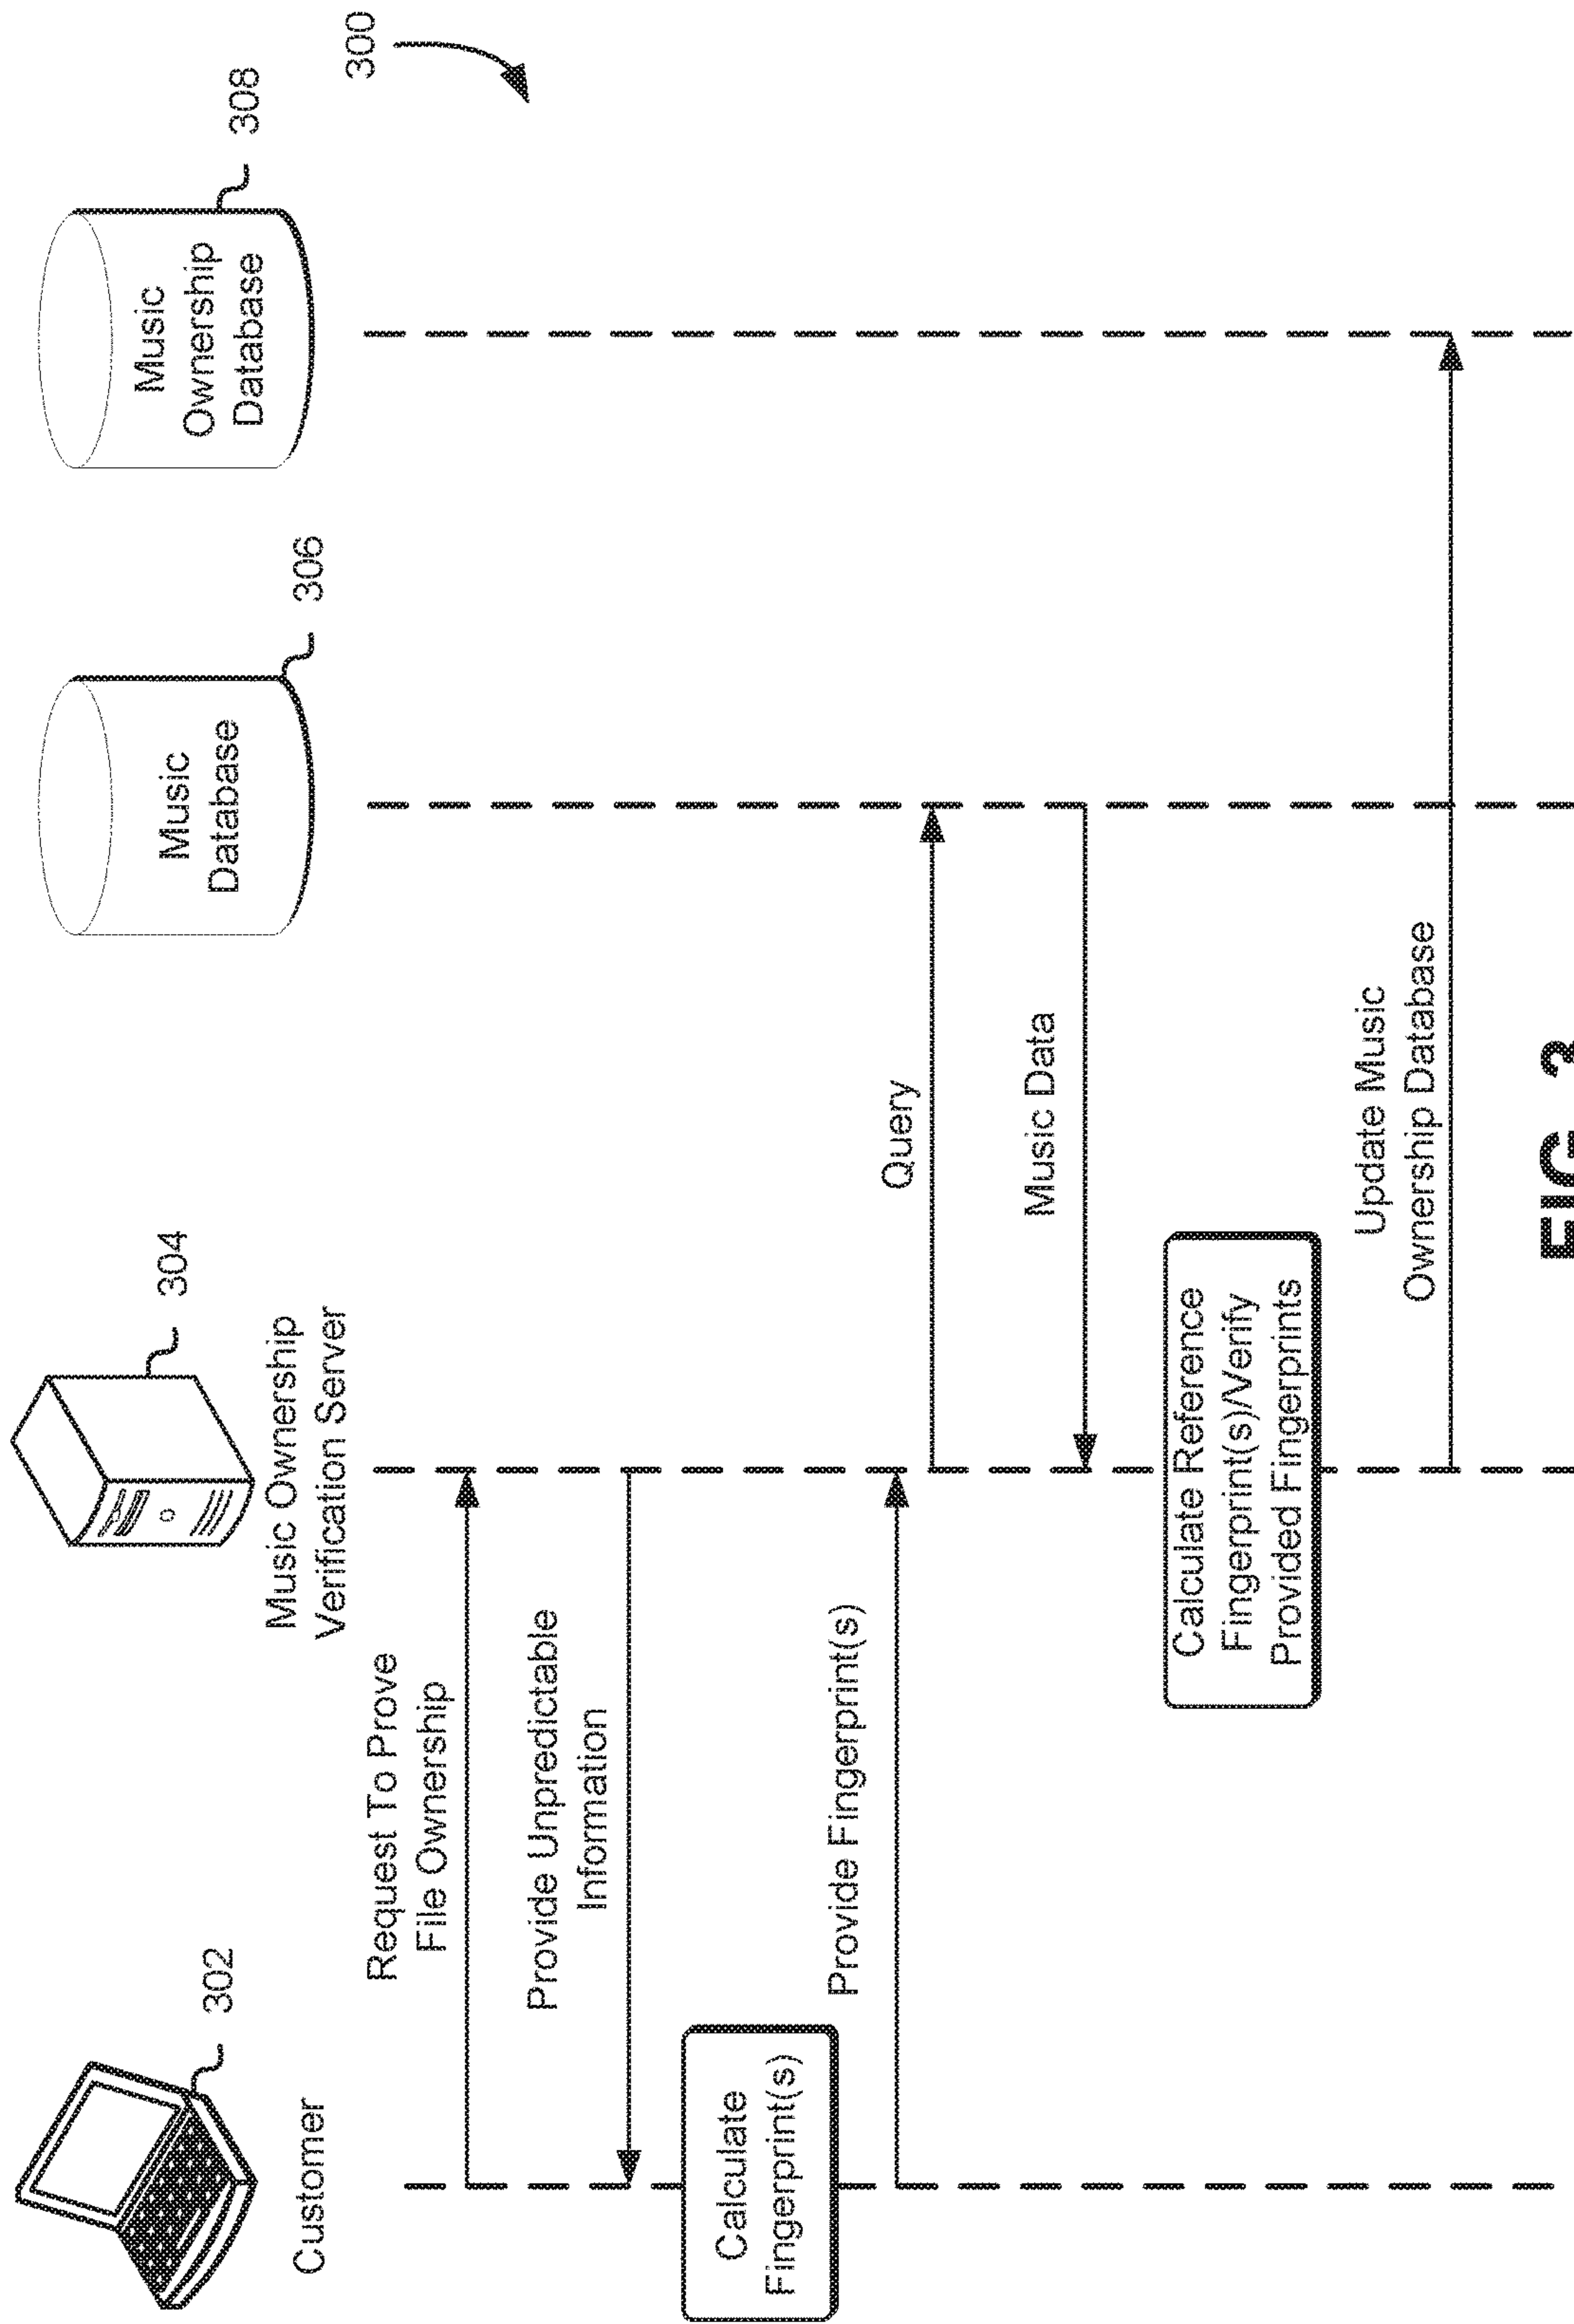 302
Customer
304
Music Ownership
Verification Server
Music
Database
306
Music
Ownership
Database
308
300
Request To Prove
File Ownership
Provide Unpredictable
Information
Calculate
Fingerprint(s)
Provide Fingerprint(s)
Query
Music Data
Calculate Reference
Fingerprint(s)/Verify
Provided Fingerprints
Update Music
Ownership Database
FIG. 3